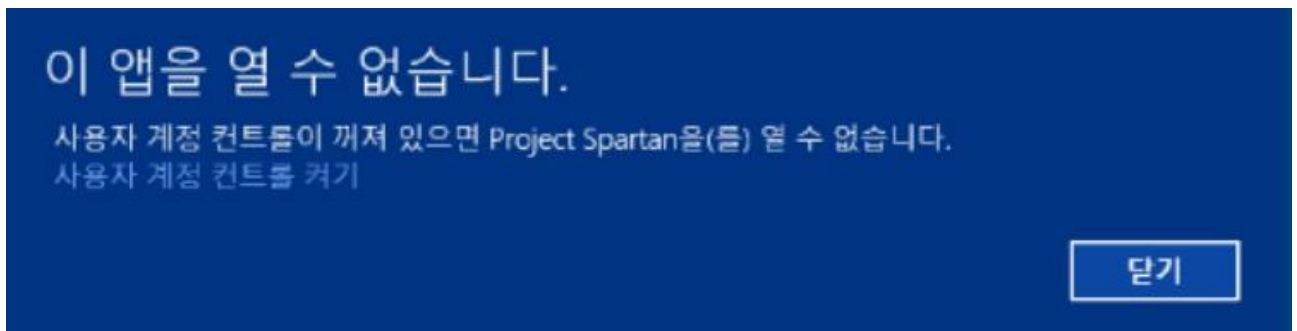 이 앱을 열 수 없습니다.
사용자 계정 컨트롤이 꺼져 있으면 Project Spartan을(를) 열 수 없습니다.
사용자 계정 컨트롤 켜기
닫기